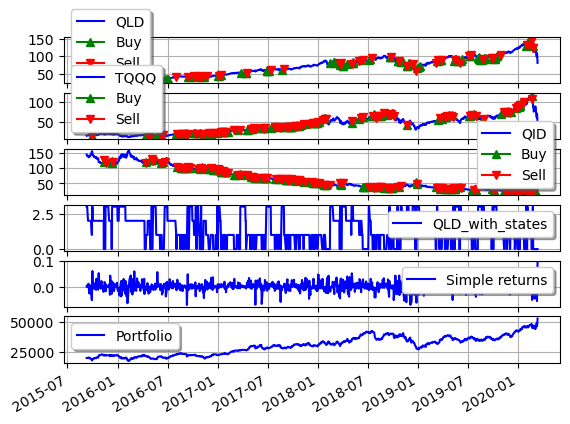 QLD
Buy
Sell
150
100
50
TQQQ
Buy
Sell
100
50
QID
Buy
Sell
150
100
50
QLD_with_states
2.5
0.0
Simple returns
0.1
0.0
Portfolio
50000
25000
2015-07 2016-01 2016-07 2017-01 2017-07 2018-01 2018-07 2019-01 2019-07 2020-01